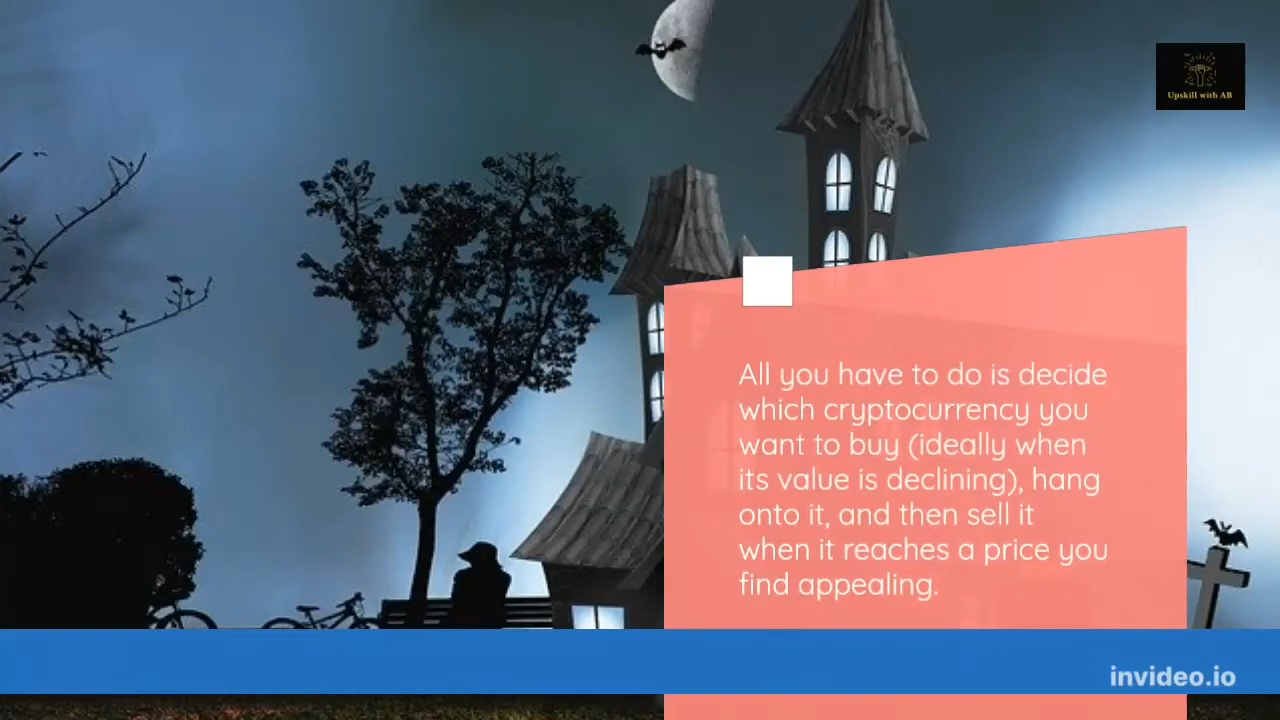 Upskill with AB
All you have to do is decide
which cryptocurrency you
want to buy (ideally when
its value is declining), hang
onto it, and then sell it
when it reaches a price you
find appealing.
invideo.io